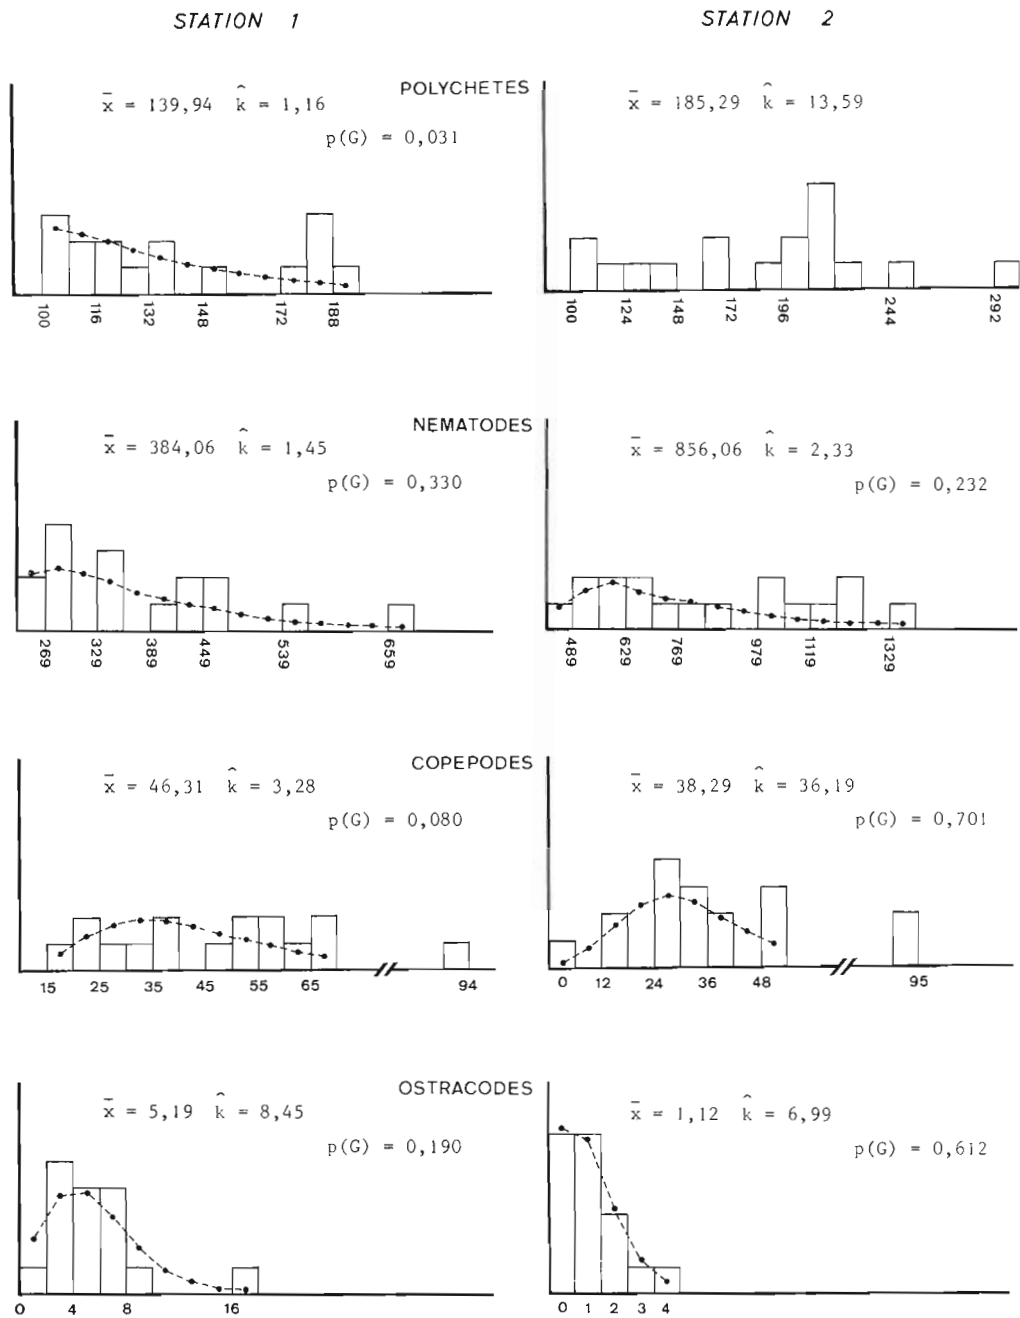 STATION 1 STATION 2
POLYCHETES
x̄ = 139,94 k̂ = 1,16 x̄ = 185,29 k̂ = 13,59
p(G) = 0,031
100 116 132 148 172 188 100 124 148 172 196 244 292
NEMATODES
x̄ = 384,06 k̂ = 1,45 x̄ = 856,06 k̂ = 2,33
p(G) = 0,330 p(G) = 0,232
269 329 389 449 539 659 489 629 769 979 1119 1329
COPEPODES
x̄ = 46,31 k̂ = 3,28 x̄ = 38,29 k̂ = 36,19
p(G) = 0,080 p(G) = 0,701
15 25 35 45 55 65 94 0 12 24 36 48 95
OSTRACODES
x̄ = 5,19 k̂ = 8,45 x̄ = 1,12 k̂ = 6,99
p(G) = 0,190 p(G) = 0,612
0 4 8 16 0 1 2 3 4